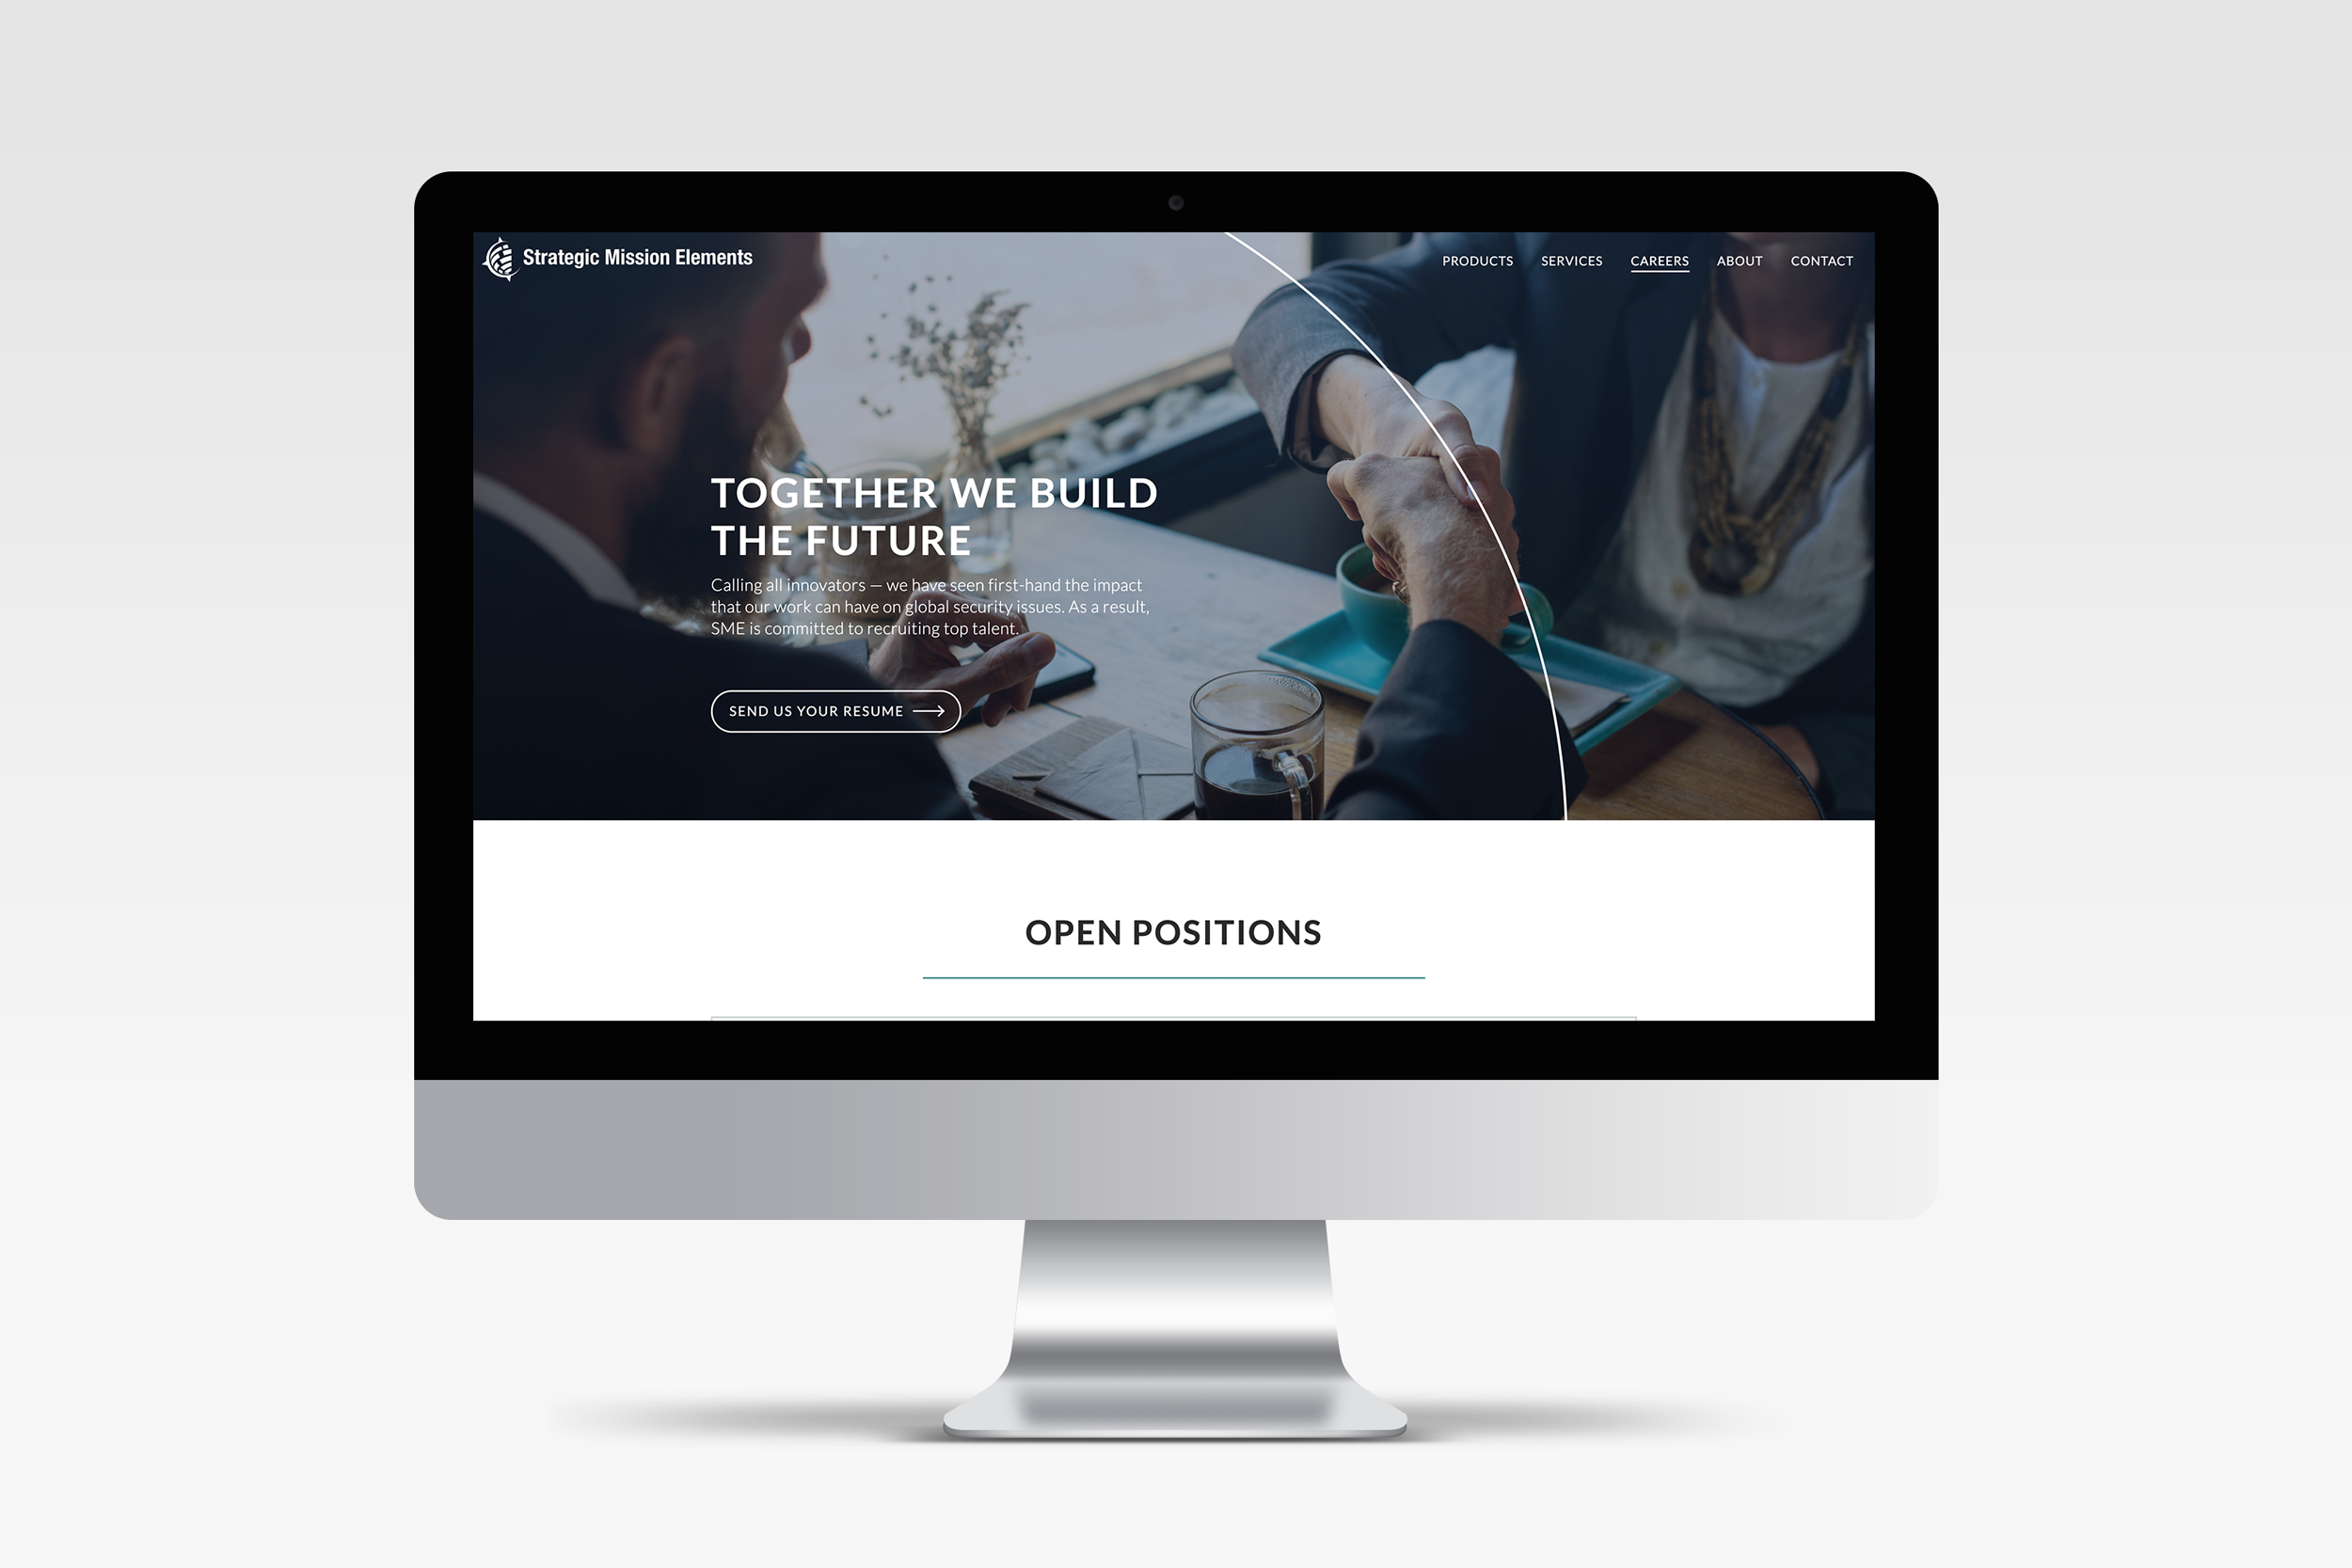 Strategic Mission Elements
PRODUCTS SERVICES CAREERS ABOUT CONTACT
TOGETHER WE BUILD
THE FUTURE
Calling all innovators — we have seen first-hand the impact
that our work can have on global security issues. As a result,
SME is committed to recruiting top talent.
SEND US YOUR RESUME
OPEN POSITIONS